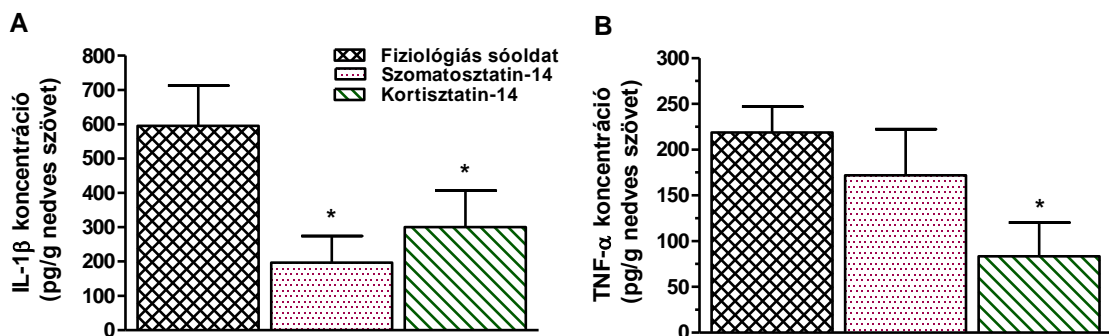 A
IL-1β koncentráció
(pg/g nedves szövet)
800
700
600
500
400
300
200
100
0
Fiziológiás sóoldat
Szomatosztatin-14
Kortisztatin-14
*
*
B
TNF-α koncentráció
(pg/g nedves szövet)
300
250
200
150
100
50
0
*